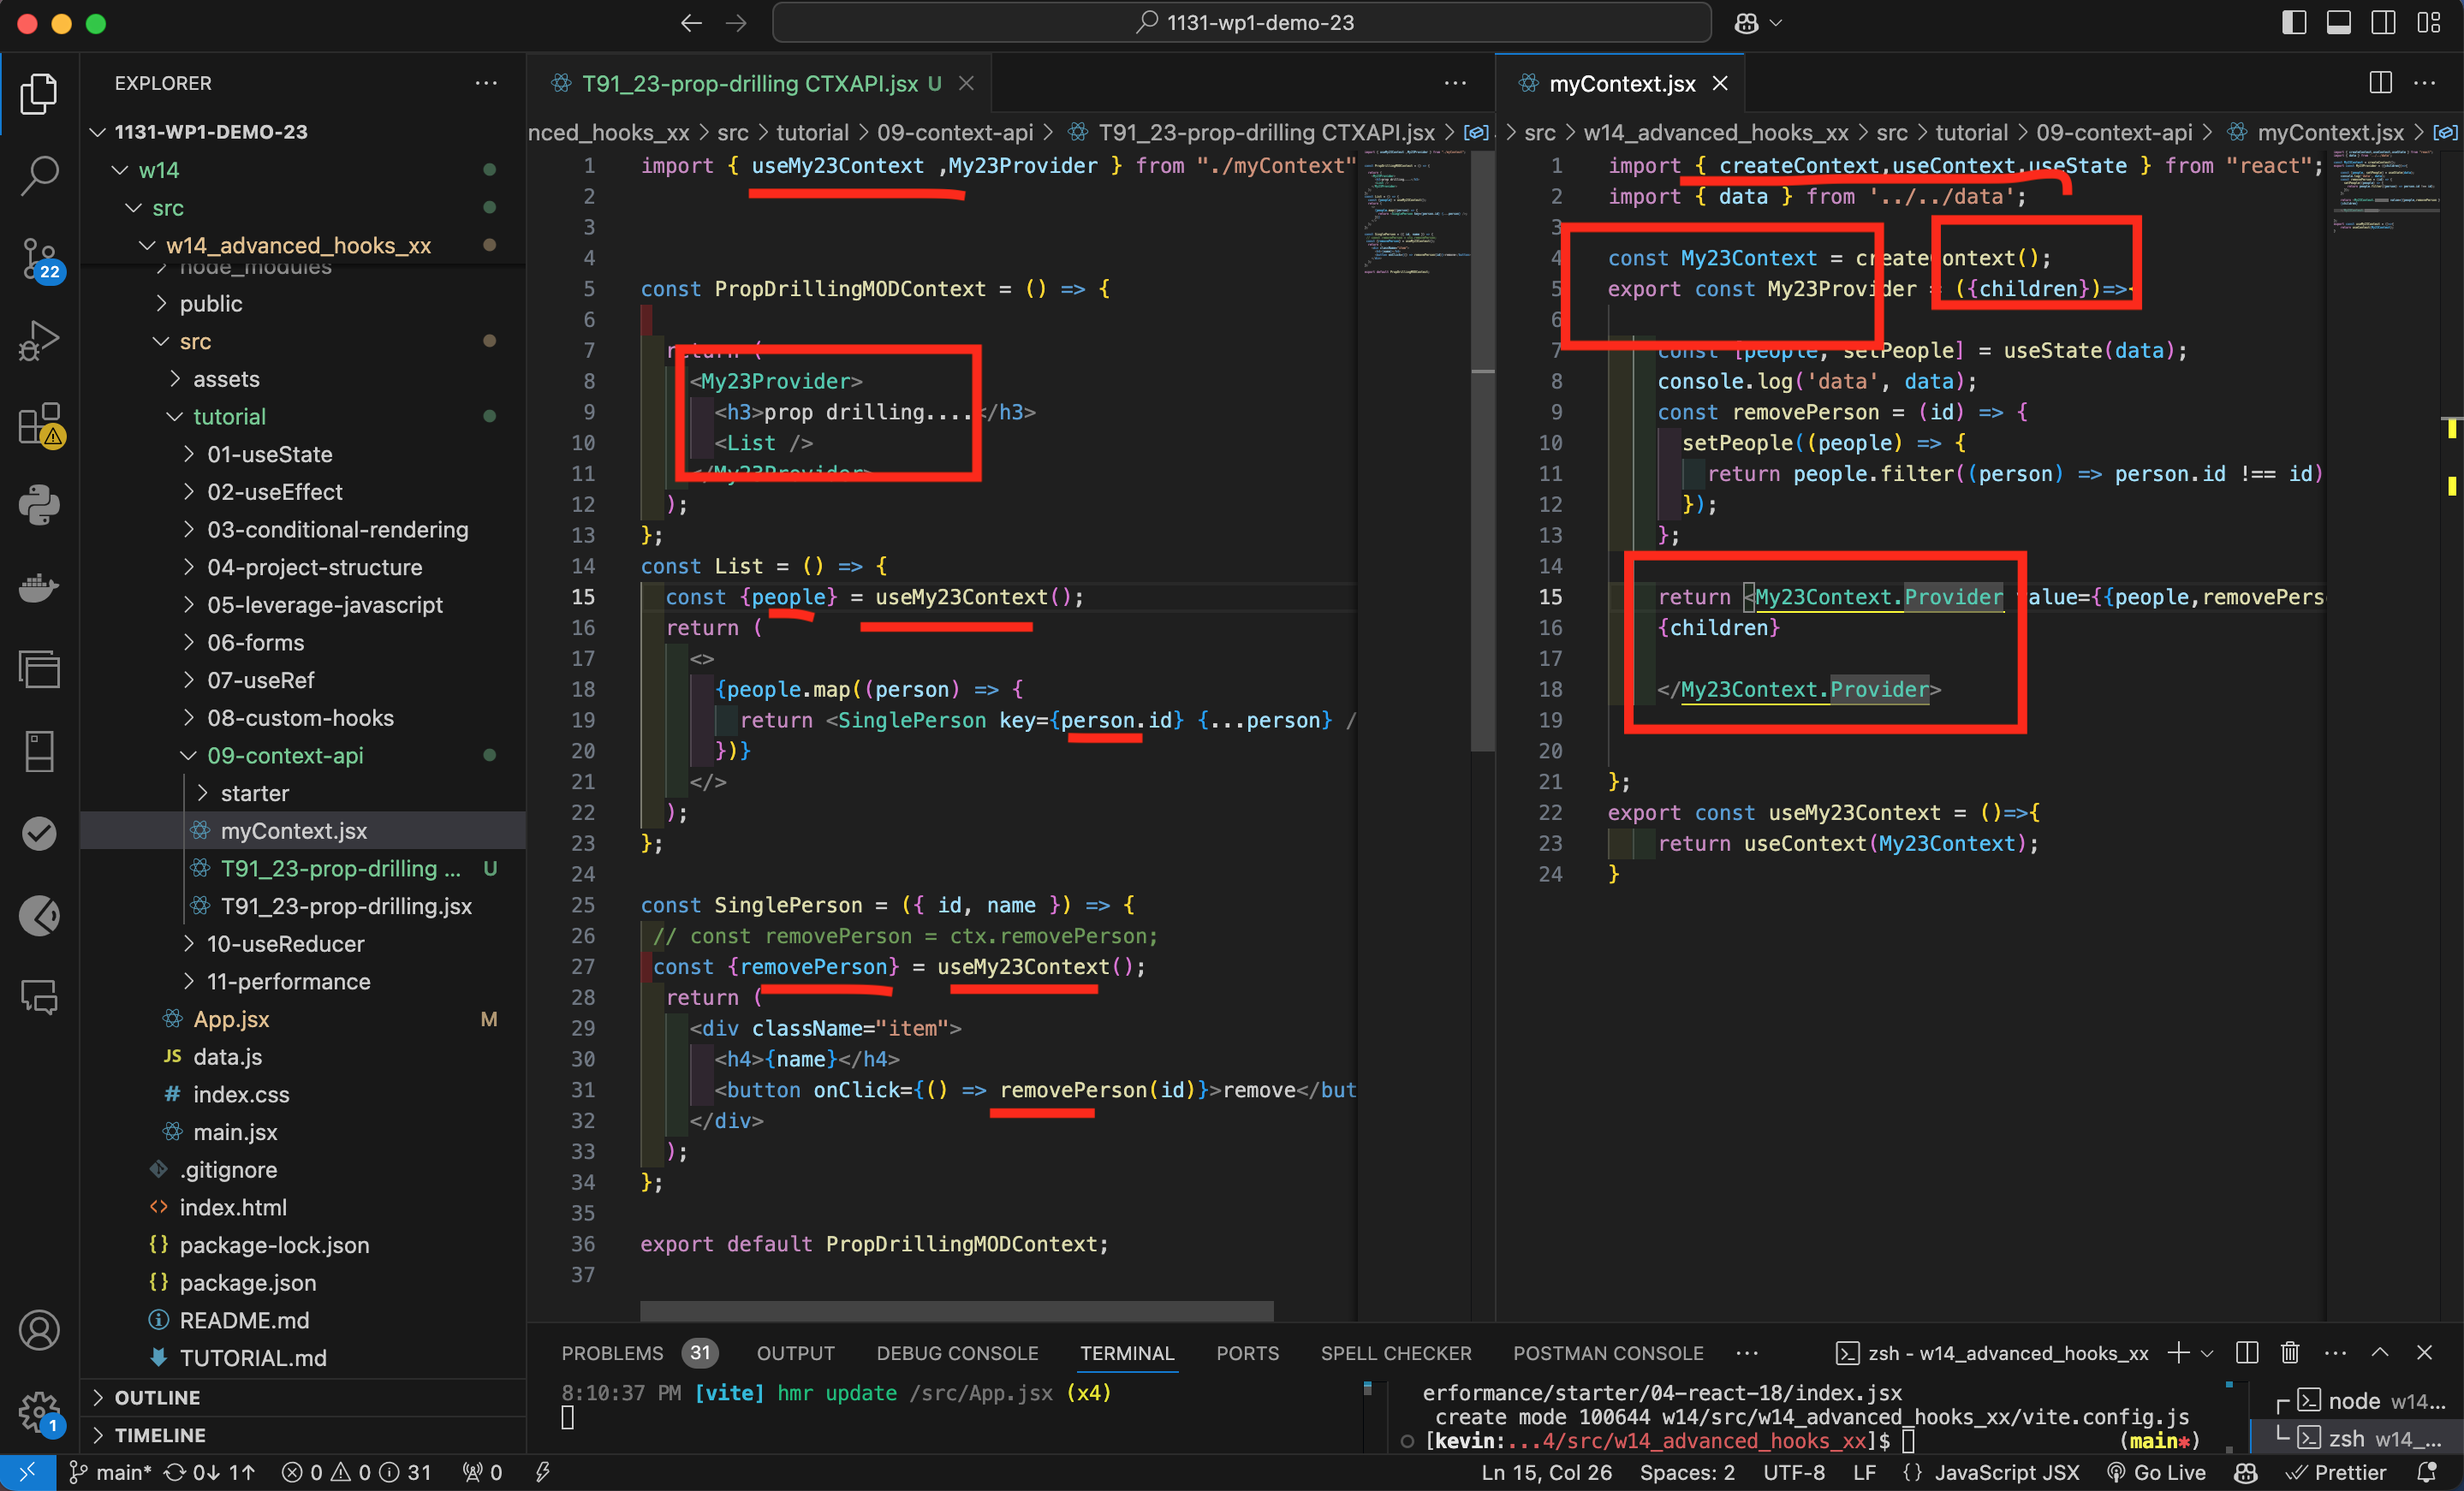 1131-wp1-demo-23
EXPLORER
1131-WP1-DEMO-23
w14
src
w14_advanced_hooks_xx
node_modules
public
src
assets
tutorial
01-useState
02-useEffect
03-conditional-rendering
04-project-structure
05-leverage-javascript
06-forms
07-useRef
08-custom-hooks
09-context-api
starter
myContext.jsx
T91_23-prop-drilling ... U
T91_23-prop-drilling.jsx
10-useReducer
11-performance
App.jsx M
data.js
index.css
main.jsx
.gitignore
index.html
package-lock.json
package.json
README.md
TUTORIAL.md
OUTLINE
TIMELINE
22
1
T91_23-prop-drilling CTXAPI.jsx U
nced_hooks_xx > src > tutorial > 09-context-api > T91_23-prop-drilling CTXAPI.jsx >
1 import { useMy23Context ,My23Provider } from "./myContext"
2
3
4
5 const PropDrillingMODContext = () => {
6
7 return (
8 <My23Provider>
9 <h3>prop drilling....</h3>
10 <List />
11 </My23Provider>
12 );
13 };
14 const List = () => {
15 const {people} = useMy23Context();
16 return (
17 <>
18 {people.map((person) => {
19 return <SinglePerson key={person.id} {...person} /
20 })}
21 </>
22 );
23 };
24
25 const SinglePerson = ({ id, name }) => {
26 // const removePerson = ctx.removePerson;
27 const {removePerson} = useMy23Context();
28 return (
29 <div className="item">
30 <h4>{name}</h4>
31 <button onClick={() => removePerson(id)}>remove</but
32 </div>
33 );
34 };
35
36 export default PropDrillingMODContext;
37
myContext.jsx
> src > w14_advanced_hooks_xx > src > tutorial > 09-context-api > myContext.jsx >
1 import { createContext,useContext,useState } from "react";
2 import { data } from '../../data';
3
4 const My23Context = createContext();
5 export const My23Provider = ({children})=>{
6
7 const [people, setPeople] = useState(data);
8 console.log('data', data);
9 const removePerson = (id) => {
10 setPeople((people) => {
11 return people.filter((person) => person.id !== id)
12 });
13 };
14
15 return <My23Context.Provider value={{people,removePers
16 {children}
17
18 </My23Context.Provider>
19
20
21 };
22 export const useMy23Context = ()=>{
23 return useContext(My23Context);
24 }
PROBLEMS 31 OUTPUT DEBUG CONSOLE TERMINAL PORTS SPELL CHECKER POSTMAN CONSOLE ··· zsh - w14_advanced_hooks_xx
8:10:37 PM [vite] hmr update /src/App.jsx (x4)
erformance/starter/04-react-18/index.jsx
create mode 100644 w14/src/w14_advanced_hooks_xx/vite.config.js
[kevin:...4/src/w14_advanced_hooks_xx]$ (main*)
node w14...
zsh w14_...
main* 0↓ 1↑ 0 0 31 0 Ln 15, Col 26 Spaces: 2 UTF-8 LF {} JavaScript JSX Go Live Prettier